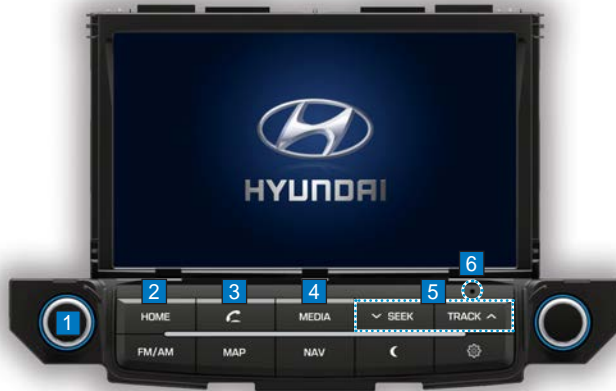 HYUNDAI
6
2 3 4 5
1
HOME MEDIA SEEK TRACK
FM/AM MAP NAV